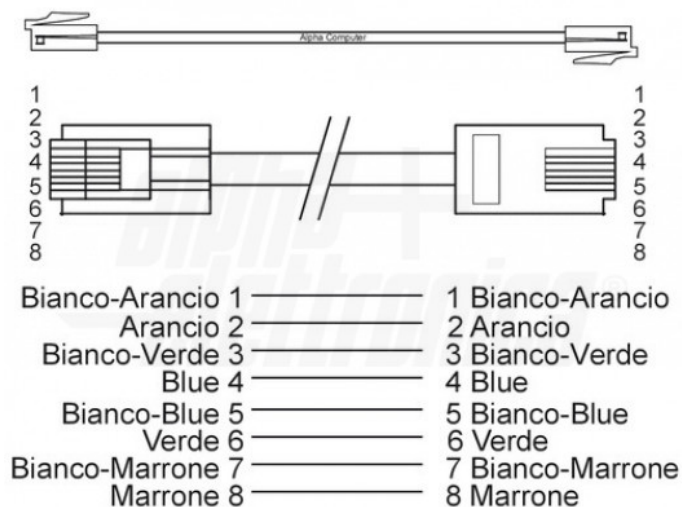 Alpha Computer
1 1
2 2
3 3
4 4
5 5
6 6
7 7
8 8
alpha elettronica®
Bianco-Arancio 1 1 Bianco-Arancio
Arancio 2 2 Arancio
Bianco-Verde 3 3 Bianco-Verde
Blue 4 4 Blue
Bianco-Blue 5 5 Bianco-Blue
Verde 6 6 Verde
Bianco-Marrone 7 7 Bianco-Marrone
Marrone 8 8 Marrone